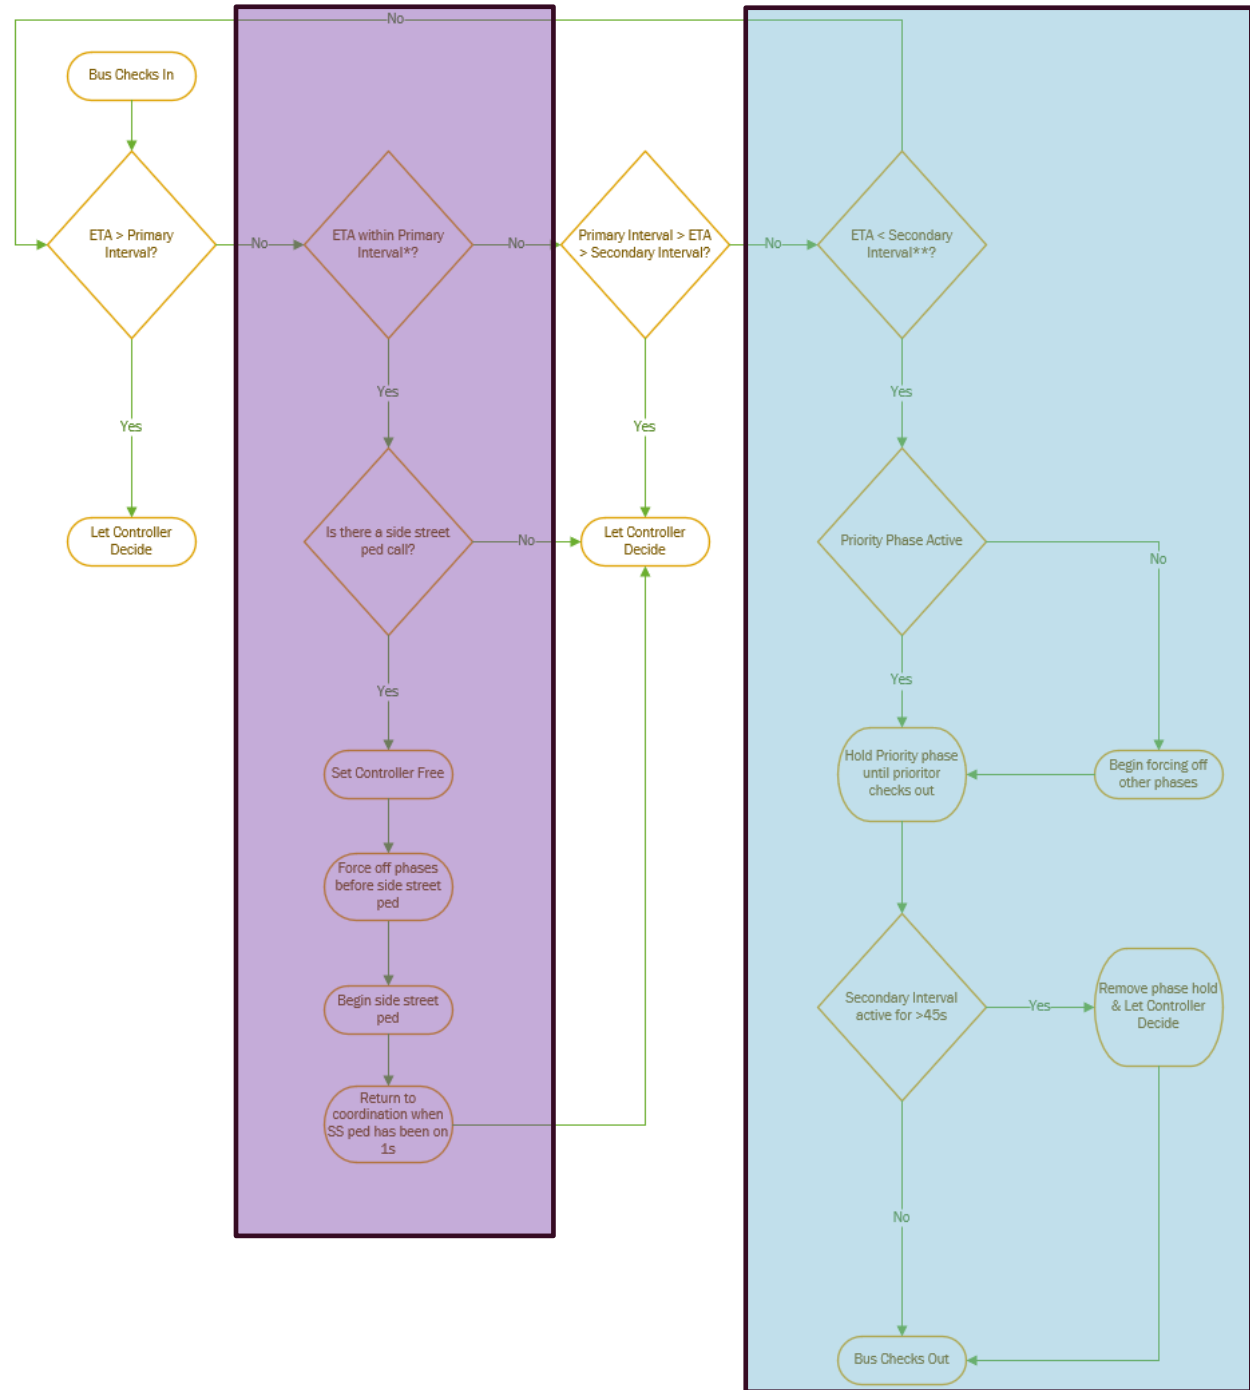 No
Bus Checks In
ETA > Primary
Interval?
No
ETA within Primary
Interval*?
No
Primary Interval > ETA
> Secondary Interval?
No
ETA < Secondary
Interval**?
Yes
Yes
Yes
Yes
Let Controller
Decide
Is there a side street
ped call?
No
Let Controller
Decide
Priority Phase Active
No
Yes
Yes
Set Controller Free
Hold Priority phase
until prioritor
checks out
Begin forcing off
other phases
Force off phases
before side street
ped
Begin side street
ped
Secondary Interval
active for >45s
Yes
Remove phase hold
& Let Controller
Decide
Return to
coordination when
SS ped has been on
1s
No
Bus Checks Out